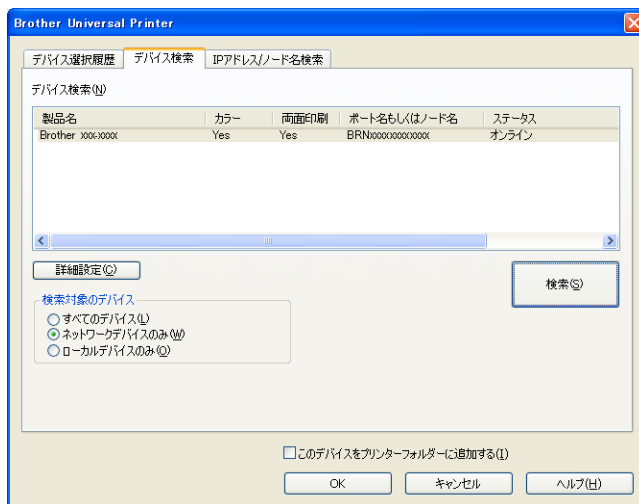 Brother Universal Printer
デバイス選択履歴 デバイス検索 IPアドレス/ノード名検索
デバイス検索(N)
製品名 カラー 両面印刷 ポート名もしくはノード名 ステータス
Brother xxx-xxxx Yes Yes BRNxxxxxxxxxxxx オンライン
詳細設定(C)
検索(S)
検索対象のデバイス
すべてのデバイス(L)
ネットワークデバイスのみ(W)
ローカルデバイスのみ(O)
このデバイスをプリンターフォルダーに追加する(I)
OK キャンセル ヘルプ(H)